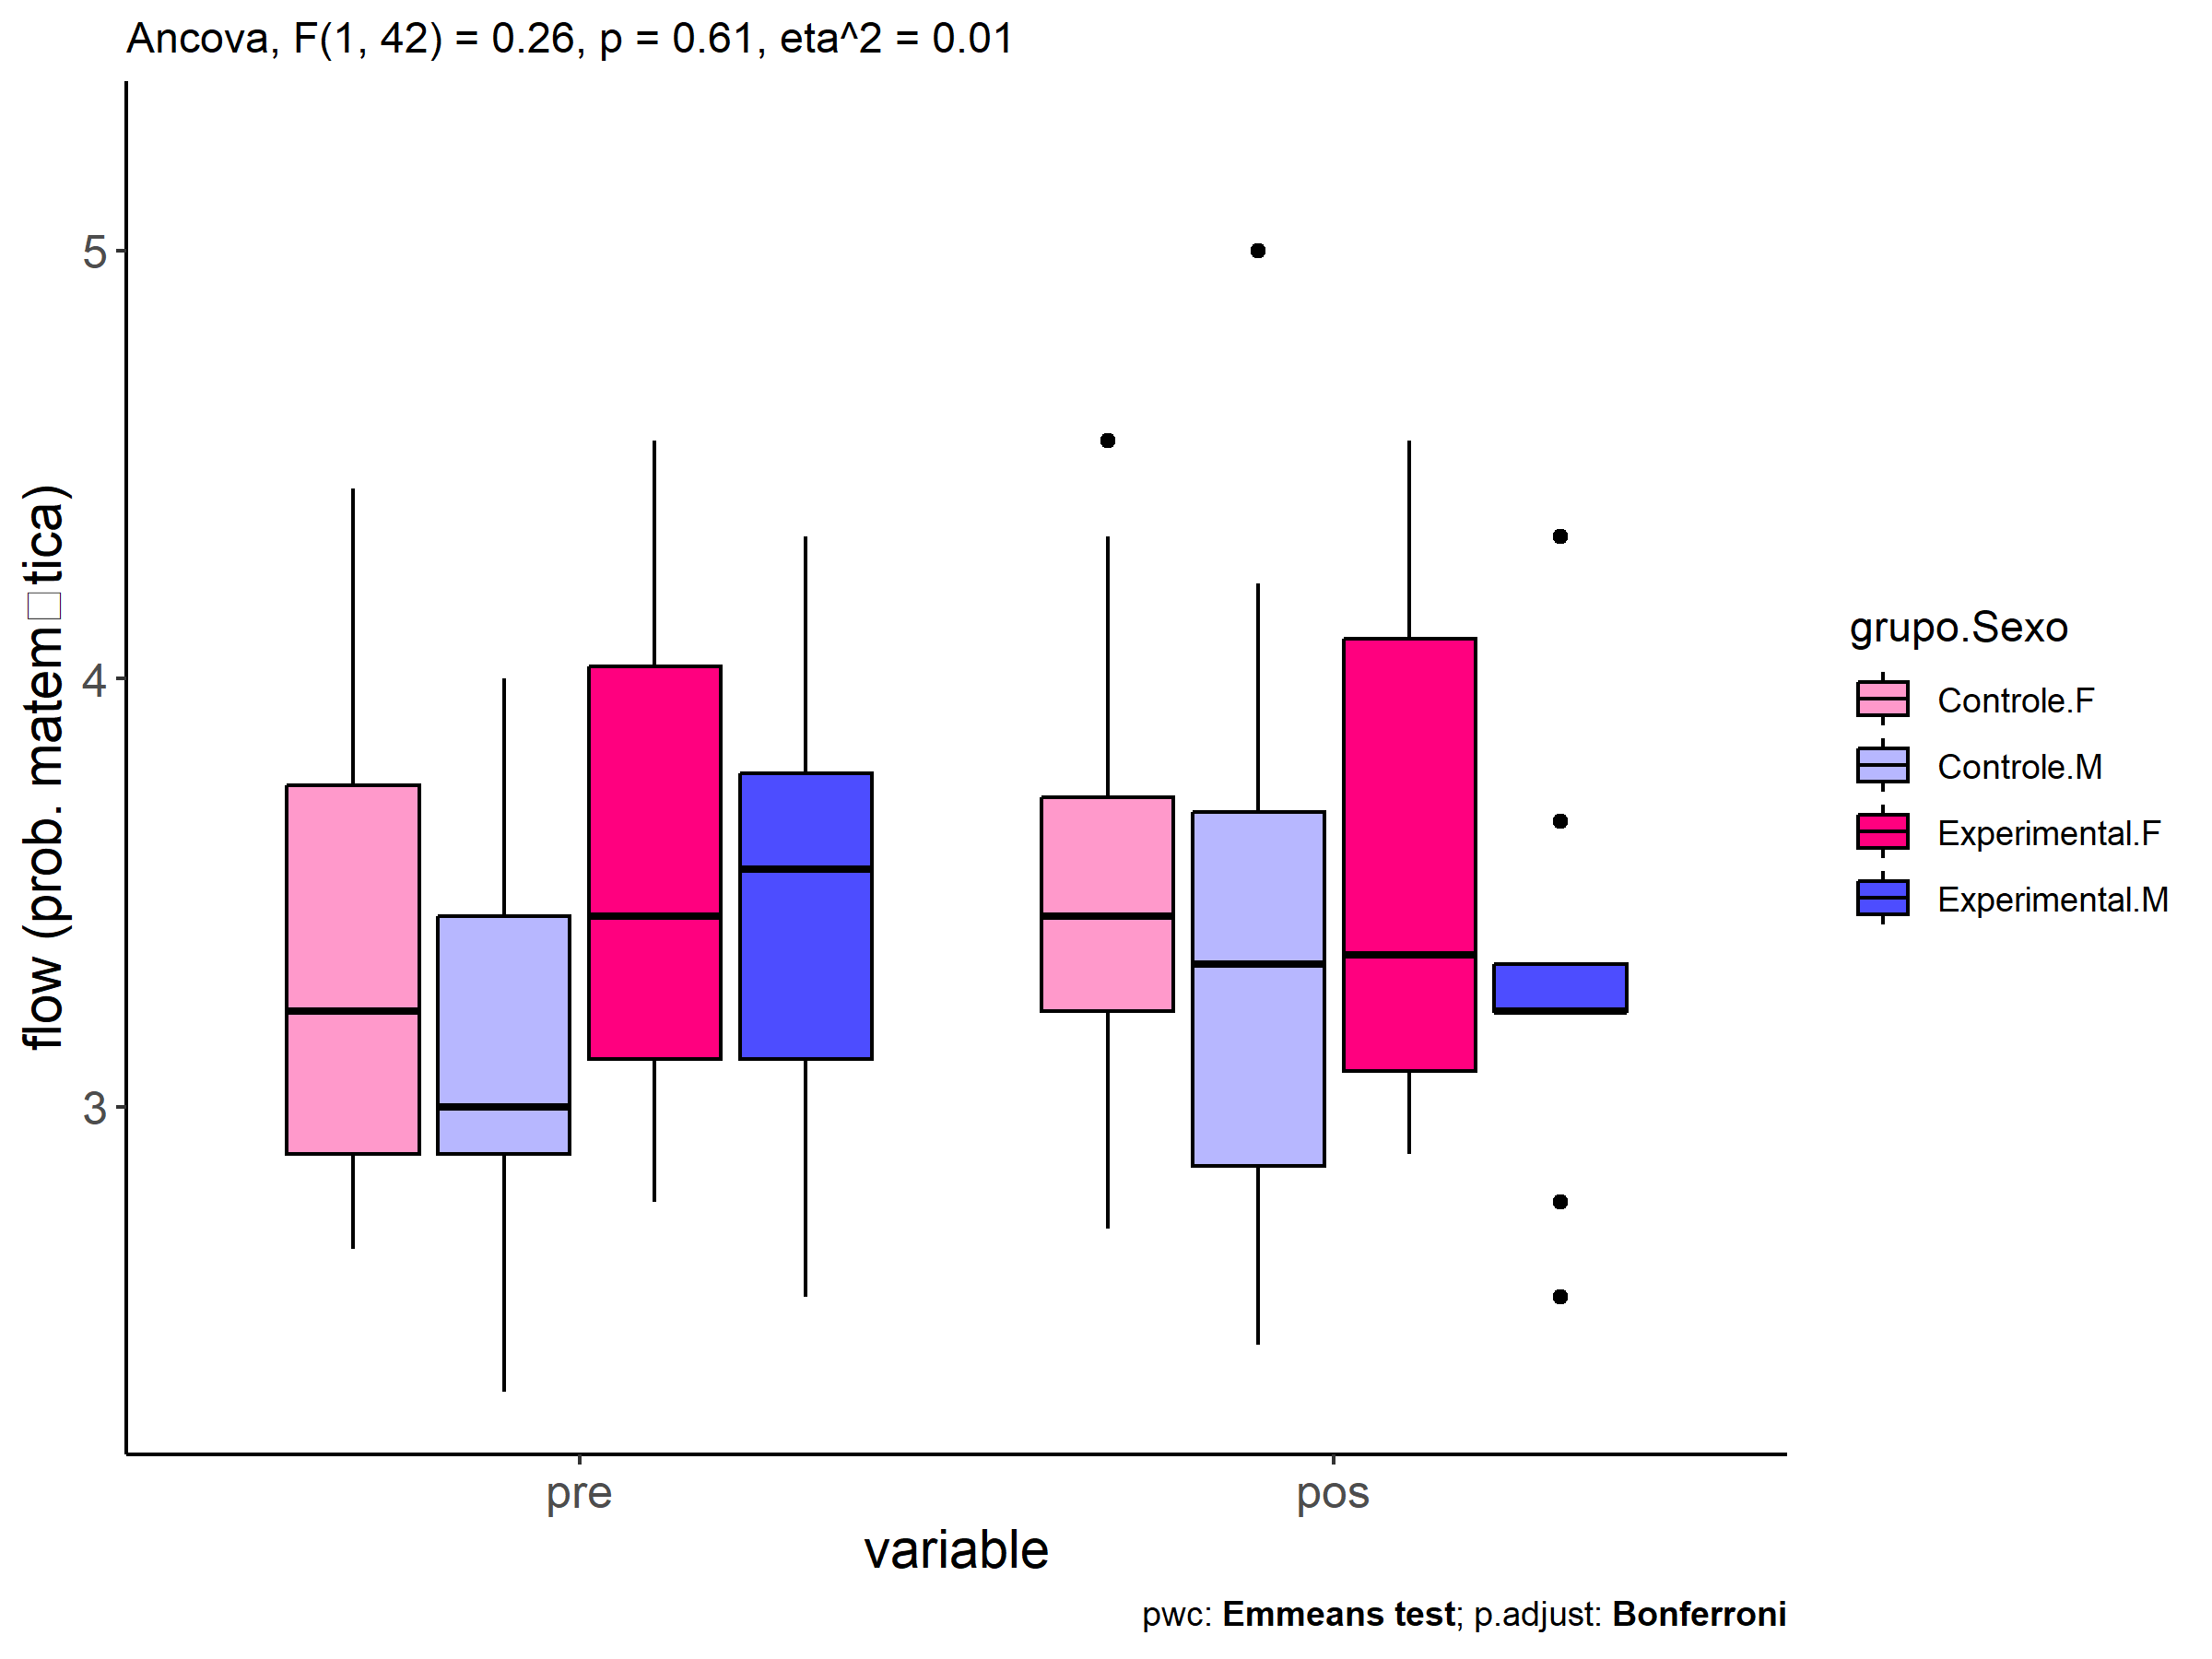 Ancova, F(1, 42) = 0.26, p = 0.61, eta^2 = 0.01
flow (prob. matem□tica)
5
4
3
pre
pos
variable
grupo.Sexo
Controle.F
Controle.M
Experimental.F
Experimental.M
pwc: Emmeans test; p.adjust: Bonferroni